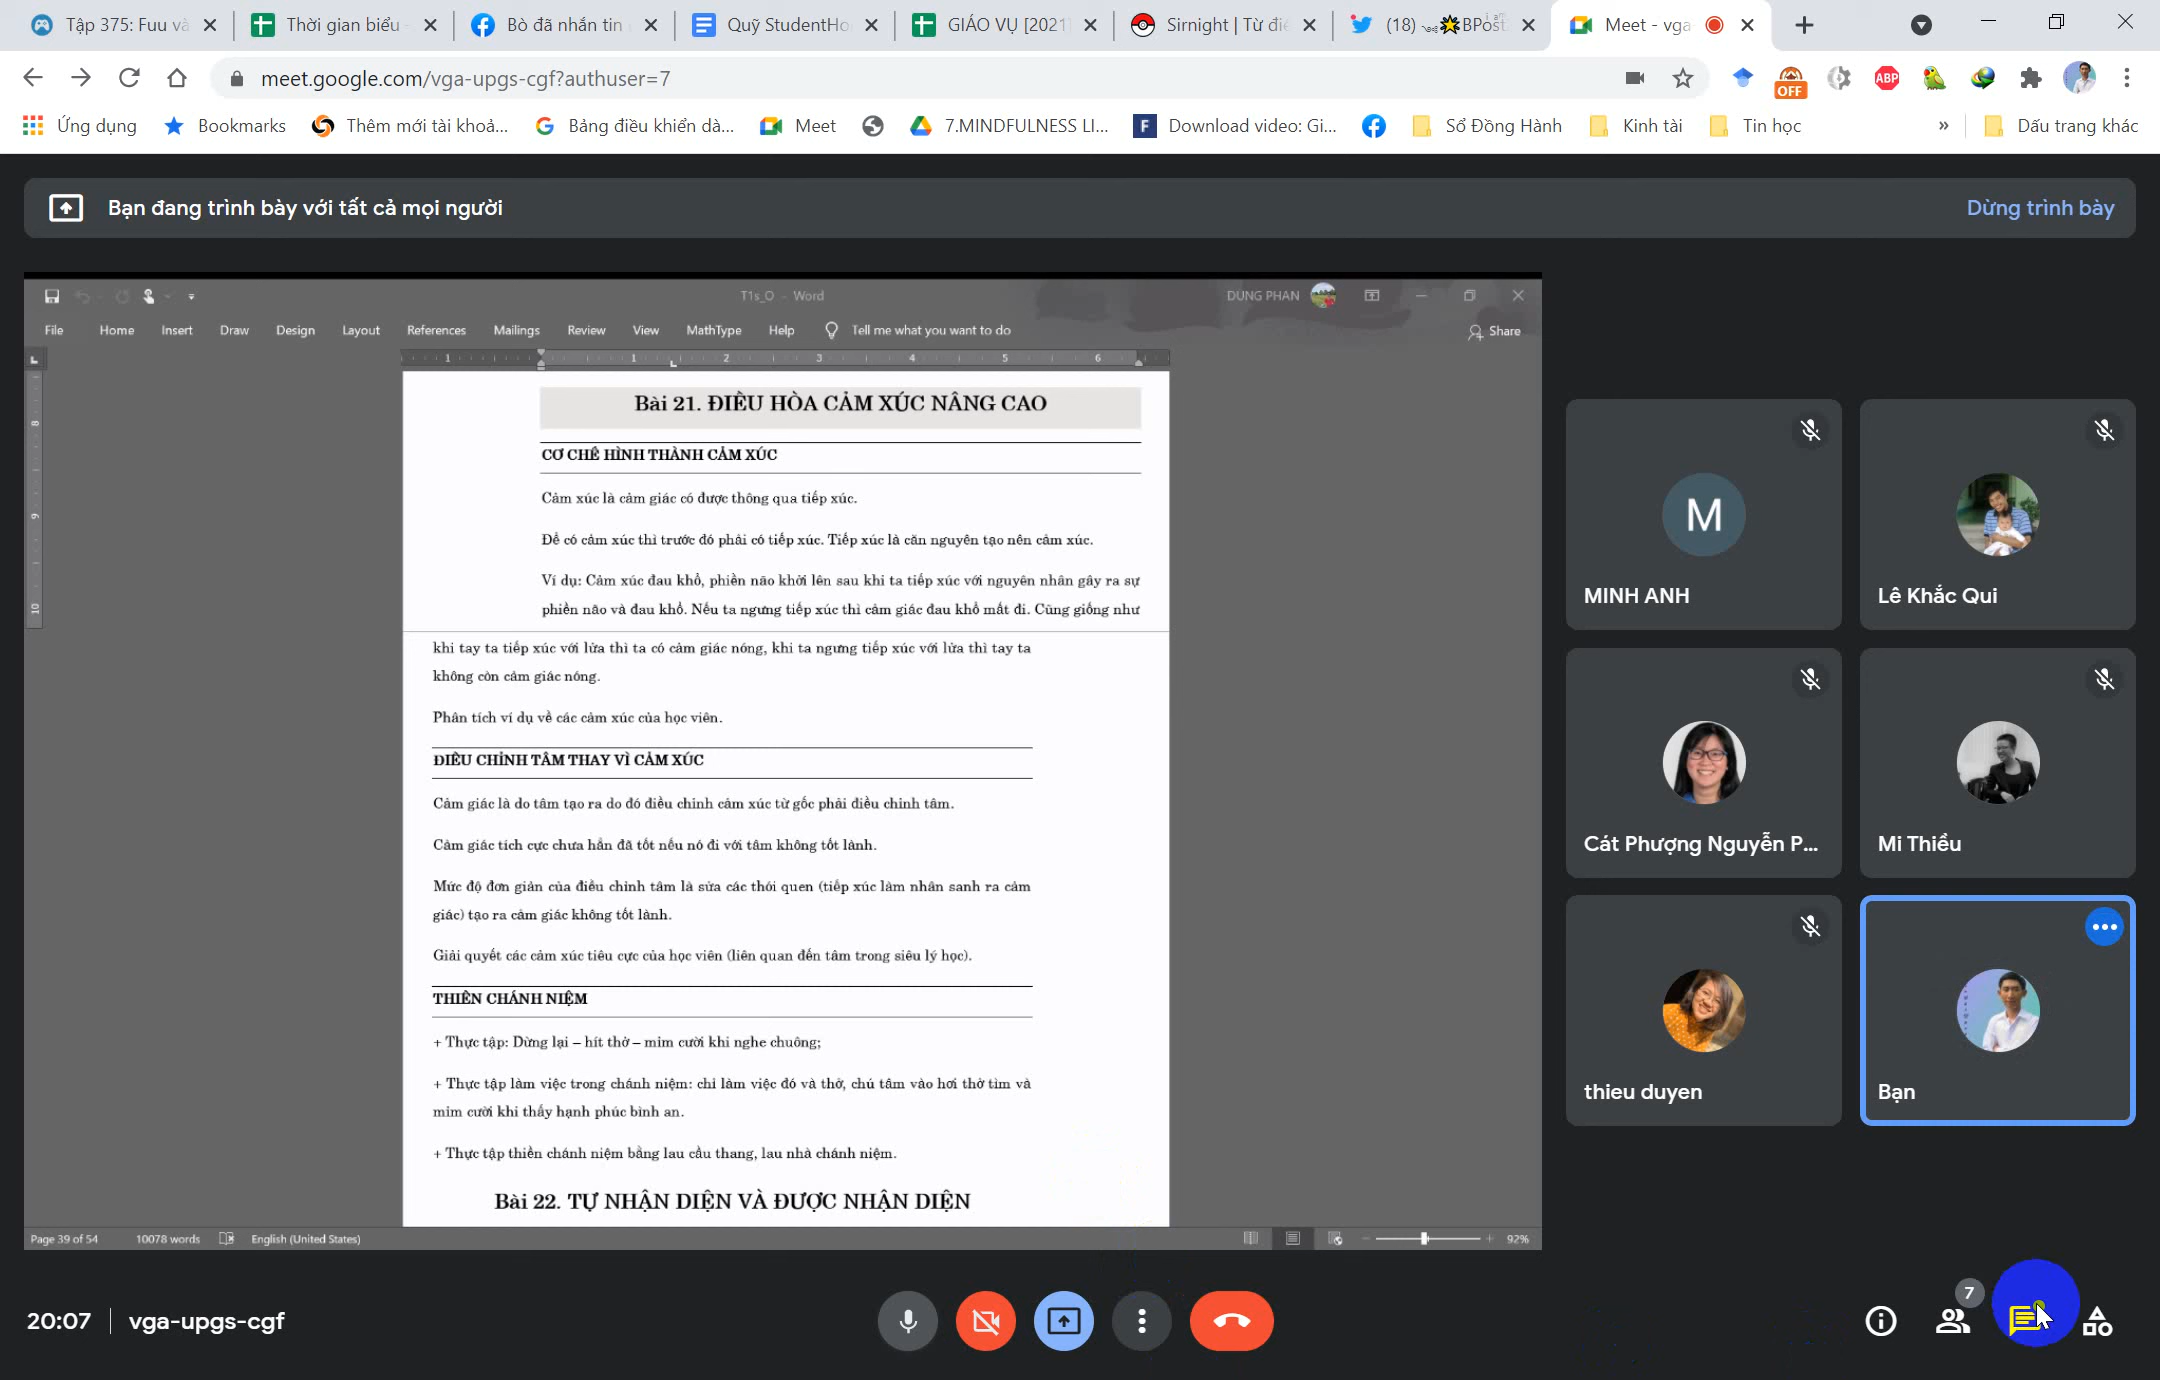 Tập 375: Fuu và
Thời gian biểu -
Bò đã nhắn tin
Quỹ StudentHo
GIÁO VỤ [2021]
Sirnight | Từ điể
(18) BPost
Meet - vga
meet.google.com/vga-upgs-cgf?authuser=7
ABP
OFF
Ứng dụng
Bookmarks
Thêm mới tài khoả...
Bảng điều khiển dà...
Meet
7.MINDFULNESS LI...
Download video: Gi...
Sổ Đồng Hành
Kinh tài
Tin học
»
Dấu trang khác
Bạn đang trình bày với tất cả mọi người
Dừng trình bày
T1s_O - Word
DUNG PHAN
File Home Insert Draw Design Layout References Mailings Review View MathType Help Tell me what you want to do
Share
1 1 2 3 4 5 6
8
9
10
Bài 21. ĐIỀU HÒA CẢM XÚC NÂNG CAO
CƠ CHẾ HÌNH THÀNH CẢM XÚC
Cảm xúc là cảm giác có được thông qua tiếp xúc.
Để có cảm xúc thì trước đó phải có tiếp xúc. Tiếp xúc là căn nguyên tạo nên cảm xúc.
Ví dụ: Cảm xúc đau khổ, phiền não khởi lên sau khi ta tiếp xúc với nguyên nhân gây ra sự
phiền não và đau khổ. Nếu ta ngưng tiếp xúc thì cảm giác đau khổ mất đi. Cũng giống như
khi tay ta tiếp xúc với lửa thì ta có cảm giác nóng, khi ta ngưng tiếp xúc với lửa thì tay ta
không còn cảm giác nóng.
Phân tích ví dụ về các cảm xúc của học viên.
ĐIỀU CHỈNH TÂM THAY VÌ CẢM XÚC
Cảm giác là do tâm tạo ra do đó điều chỉnh cảm xúc từ gốc phải điều chỉnh tâm.
Cảm giác tích cực chưa hẳn đã tốt nếu nó đi với tâm không tốt lành.
Mức độ đơn giản của điều chỉnh tâm là sửa các thói quen (tiếp xúc làm nhân sanh ra cảm
giác) tạo ra cảm giác không tốt lành.
Giải quyết các cảm xúc tiêu cực của học viên (liên quan đến tâm trong siêu lý học).
THIỀN CHÁNH NIỆM
+ Thực tập: Dừng lại – hít thở – mỉm cười khi nghe chuông;
+ Thực tập làm việc trong chánh niệm: chỉ làm việc đó và thở, chú tâm vào hơi thở tìm và
mỉm cười khi thấy hạnh phúc bình an.
+ Thực tập thiền chánh niệm bằng lau cầu thang, lau nhà chánh niệm.
Bài 22. TỰ NHẬN DIỆN VÀ ĐƯỢC NHẬN DIỆN
Page 39 of 54
10078 words
English (United States)
92%
M
MINH ANH
Lê Khắc Qui
Cát Phượng Nguyễn P...
Mi Thiều
thieu duyen
Bạn
20:07
vga-upgs-cgf
7